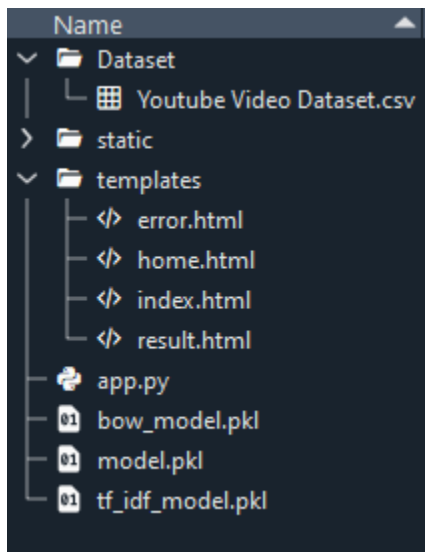 Name
Dataset
Youtube Video Dataset.csv
static
templates
error.html
home.html
index.html
result.html
app.py
bow_model.pkl
model.pkl
tf_idf_model.pkl